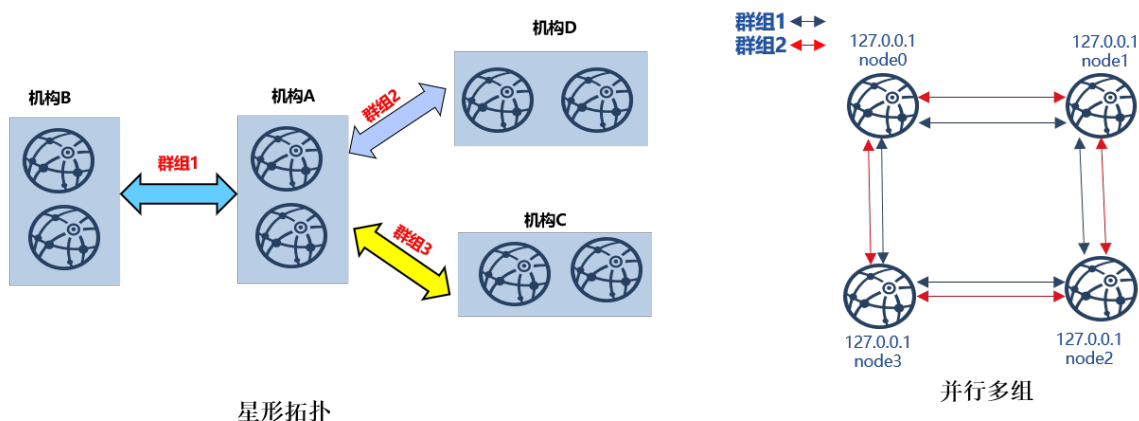 机构D
机构B
机构A
群组2
群组1
群组3
机构C
星形拓扑
群组1
群组2
127.0.0.1
node0
127.0.0.1
node1
127.0.0.1
node3
127.0.0.1
node2
并行多组